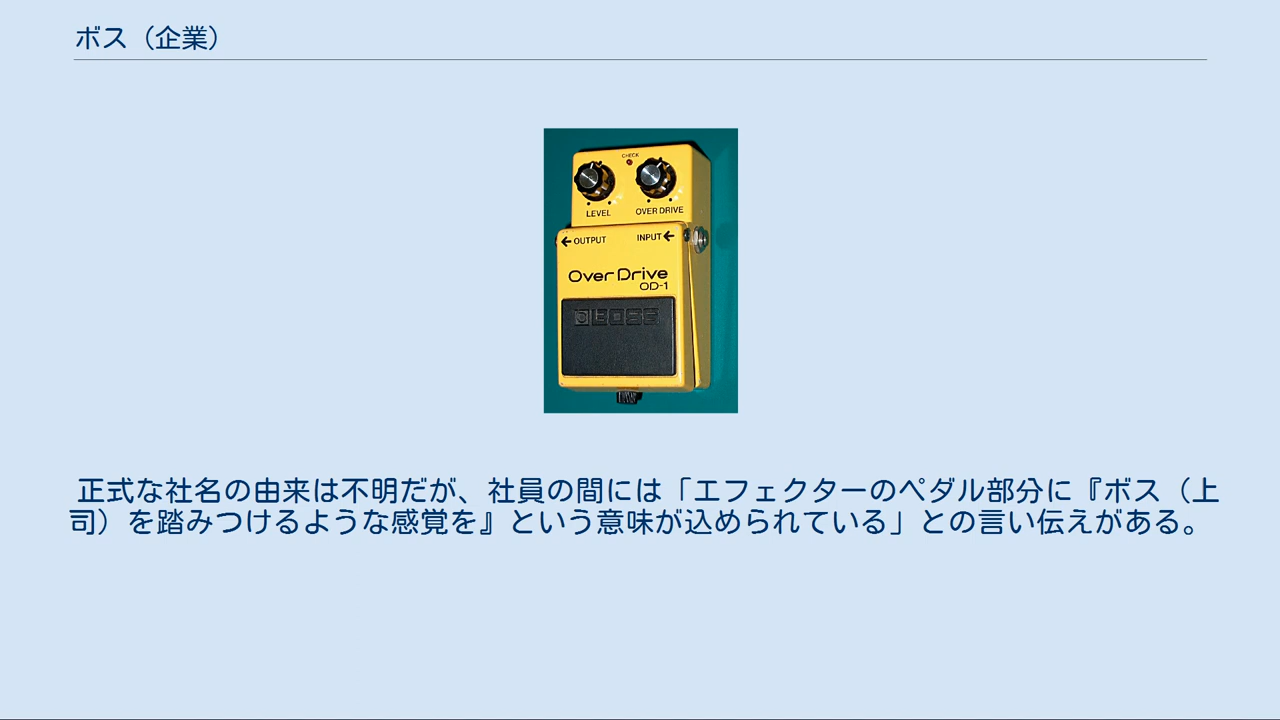 ボス（企業）
CHECK
LEVEL
OVER DRIVE
OUTPUT
INPUT
Over Drive
OD-1
BOSS
正式な社名の由来は不明だが、社員の間には「エフェクターのペダル部分に『ボス（上
司）を踏みつけるような感覚を』という意味が込められている」との言い伝えがある。